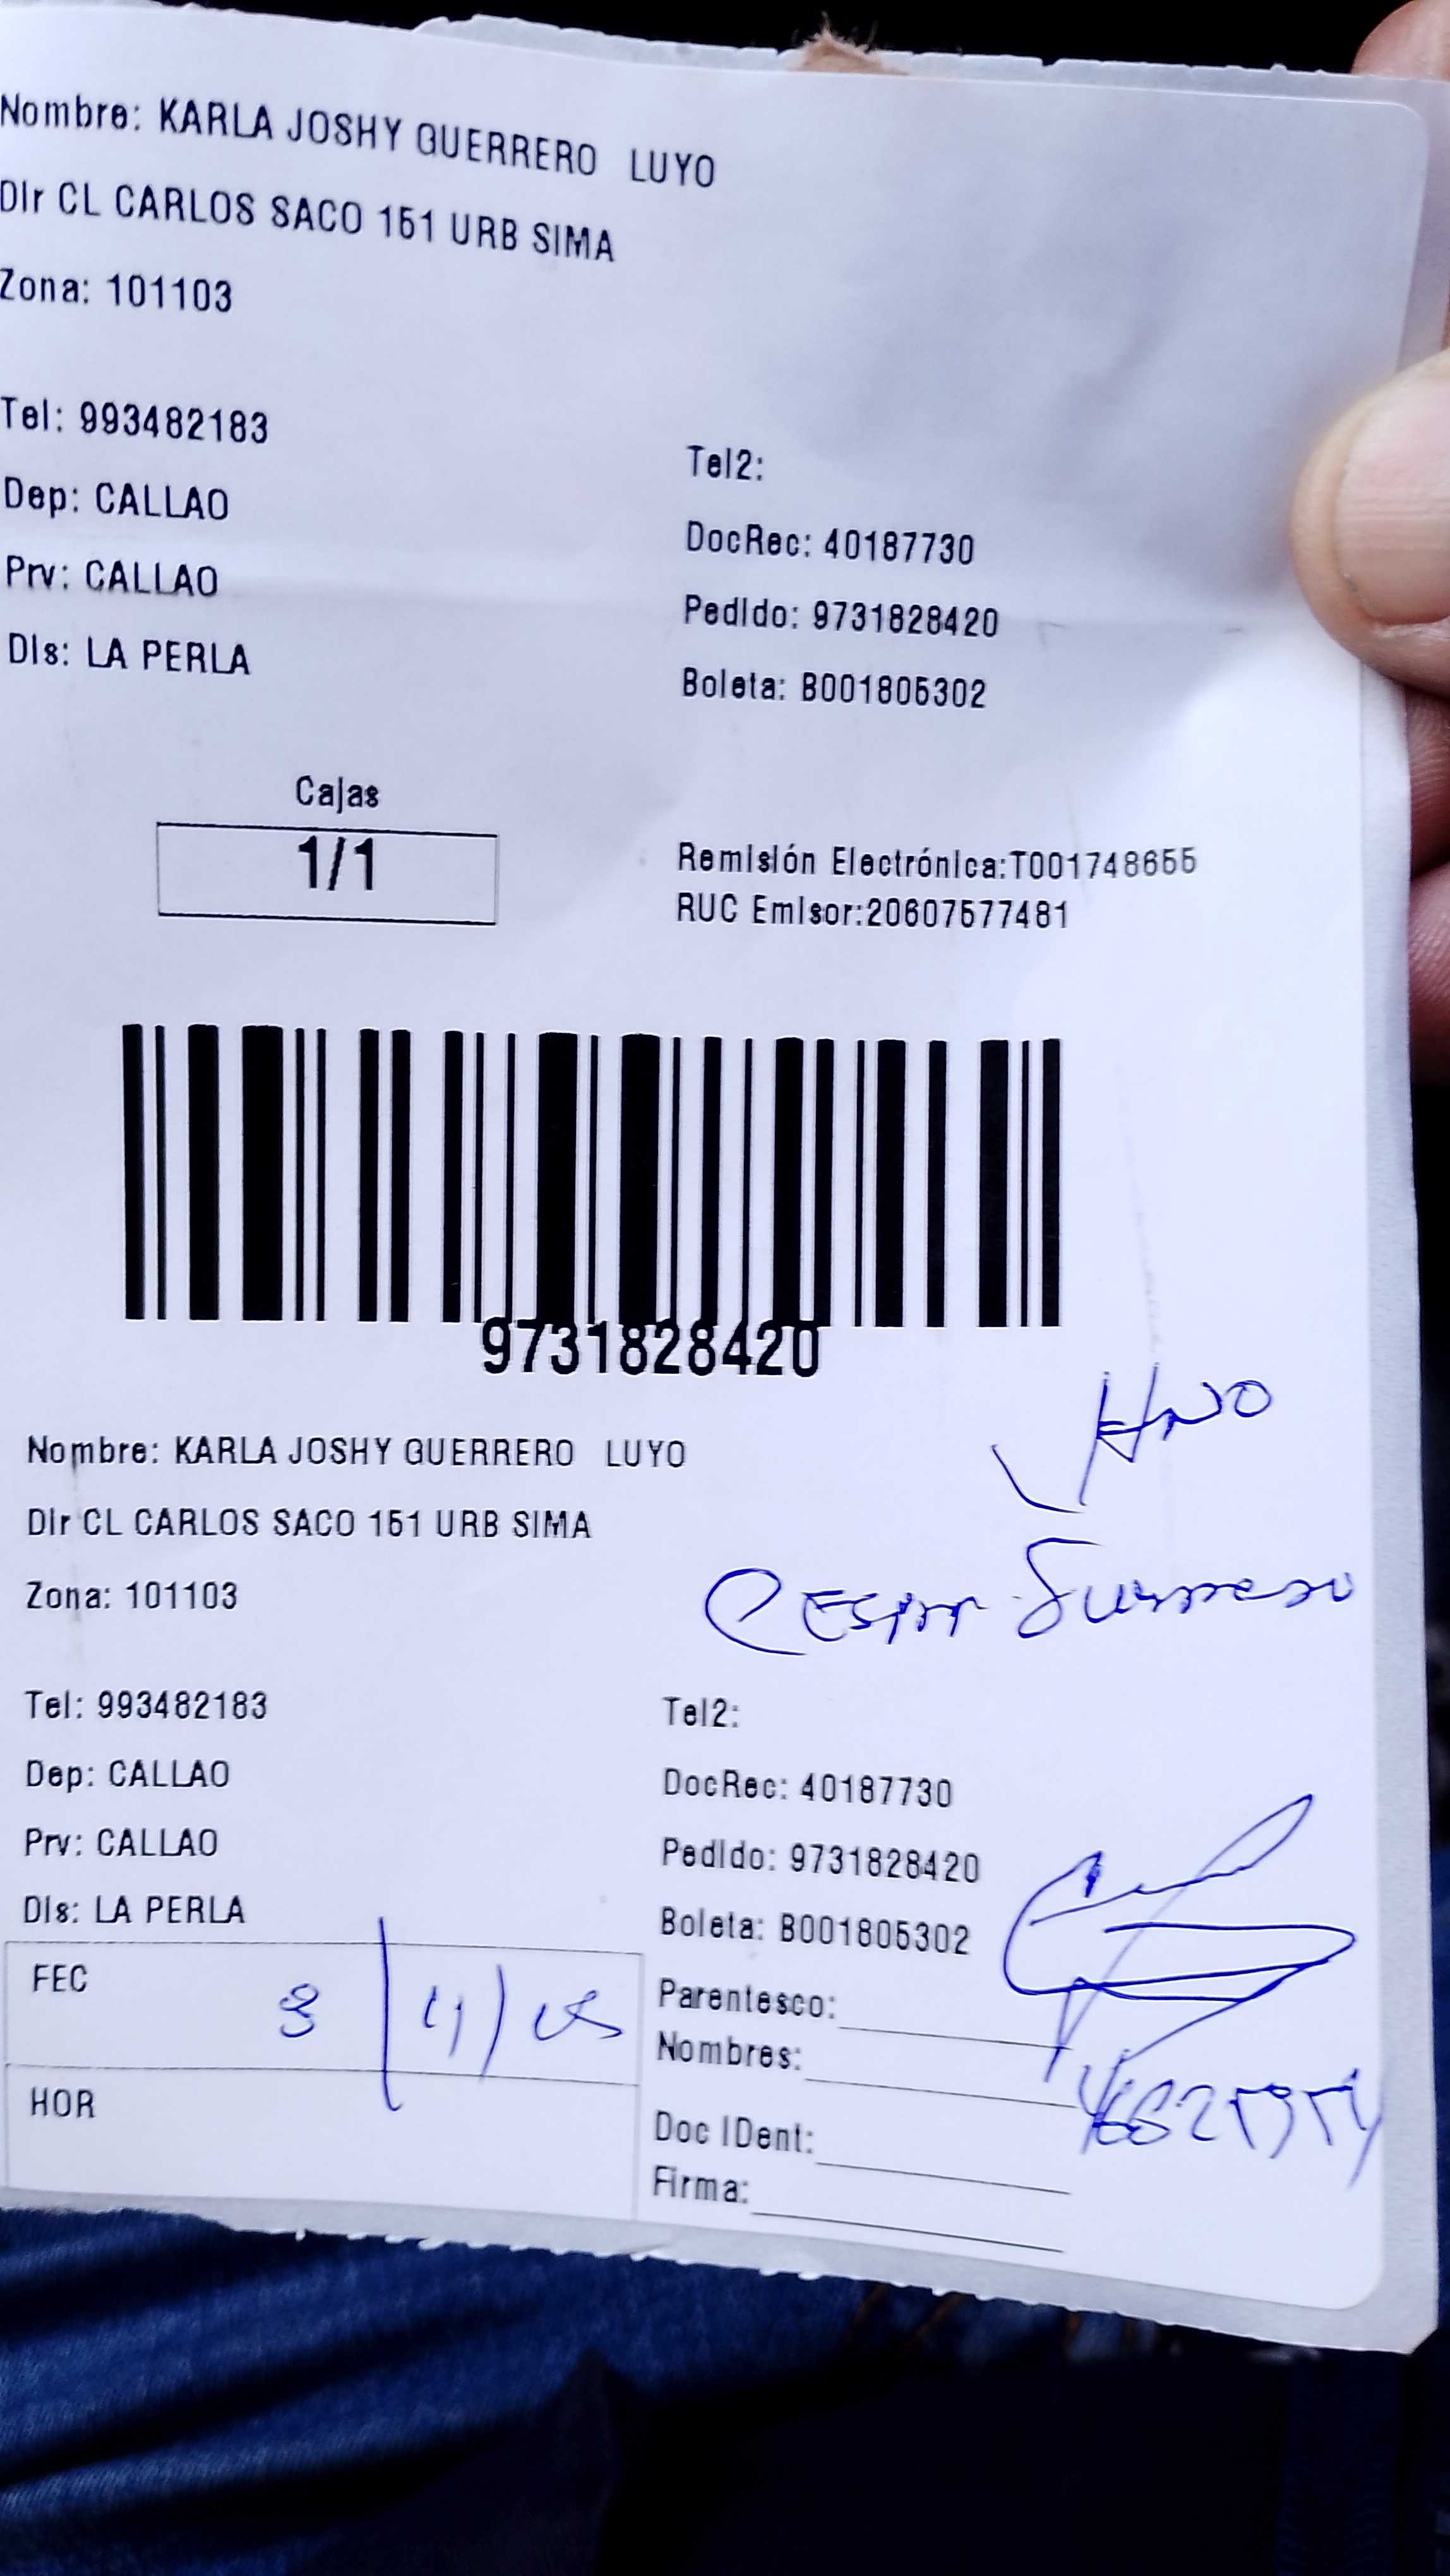 Nombre: KARLA JOSHY GUERRERO LUYO
Dir CL CARLOS SACO 151 URB SIMA
Zona: 101103
Tel: 993482183
Tel2:
Dep: CALLAO
DocRec: 40187730
Prv: CALLAO
Pedido: 9731828420
Dis: LA PERLA
Boleta: B001805302
Cajas
1/1
Remisión Electrónica:T001748655
RUC Emisor:20607577481
9731828420
HNO
Nombre: KARLA JOSHY GUERRERO LUYO
Dir CL CARLOS SACO 151 URB SIMA
Zona: 101103
Tel: 993482183
Tel2:
Dep: CALLAO
DocRec: 40187730
Prv: CALLAO
Pedido: 9731828420
Dis: LA PERLA
Boleta: B001805302
FEC
Parentesco:
Nombres:
HOR
Doc IDent:
Firma: